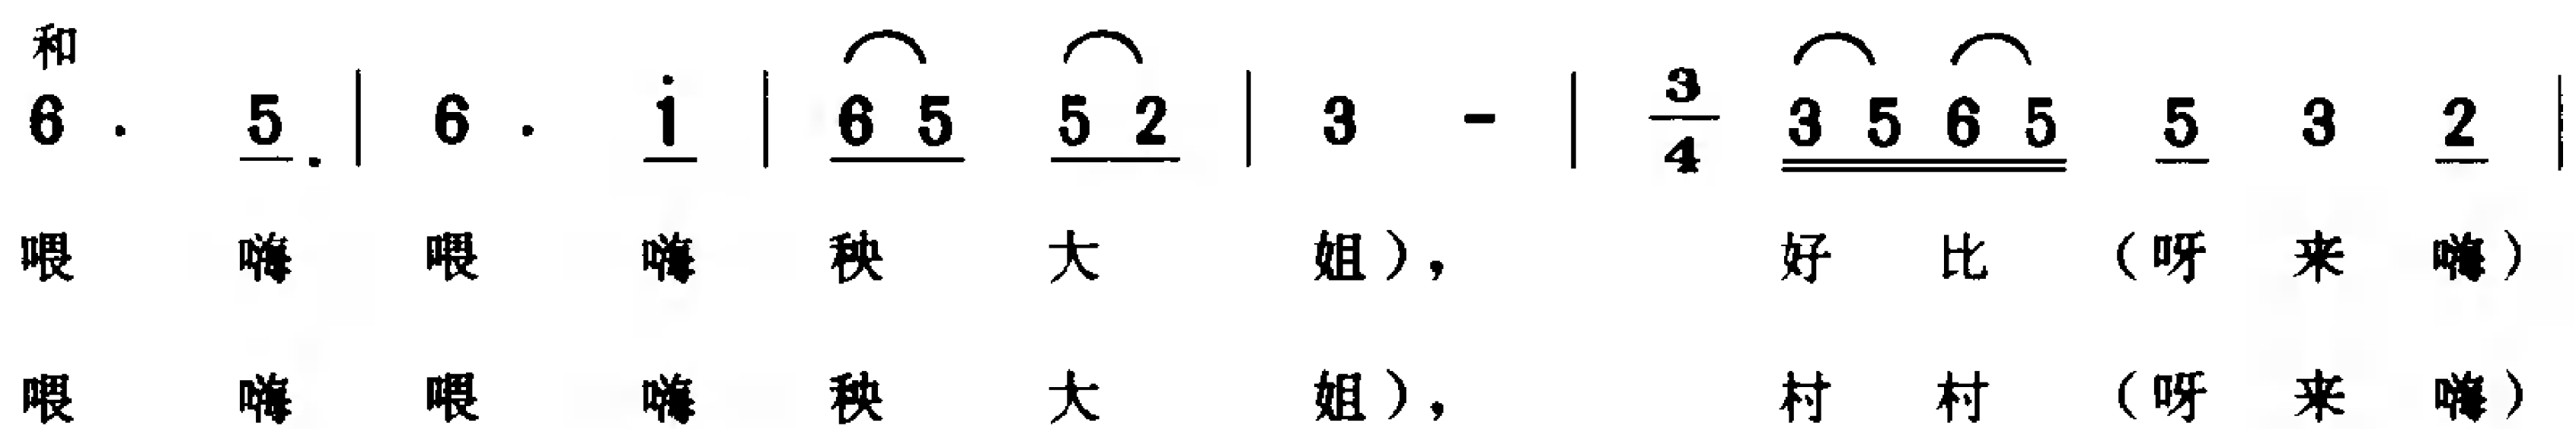 和
6 . 5 . | 6 . i | 6 5 5 2 | 3 - | 3/4 3 5 6 5 5 3 2 |
喂 嗨 喂 嗨 秧 大 姐），好 比 （呀 来 嗨）
喂 嗨 喂 嗨 秧 大 姐），村 村 （呀 来 嗨）